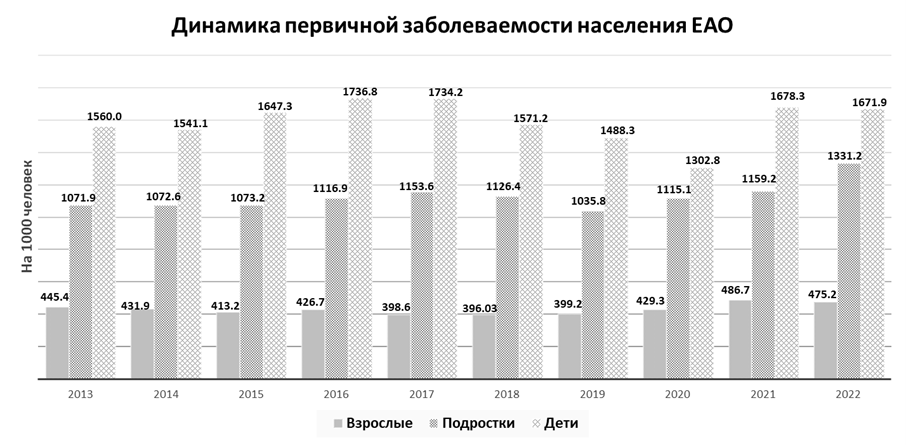 Динамика первичной заболеваемости населения ЕАО
На 1000 человек
445.4 1071.9 1560.0
431.9 1072.6 1541.1
413.2 1073.2 1647.3
426.7 1116.9 1736.8
398.6 1153.6 1734.2
396.03 1126.4 1571.2
399.2 1035.8 1488.3
429.3 1115.1 1302.8
486.7 1159.2 1678.3
475.2 1331.2 1671.9
2013 2014 2015 2016 2017 2018 2019 2020 2021 2022
Взрослые Подростки Дети